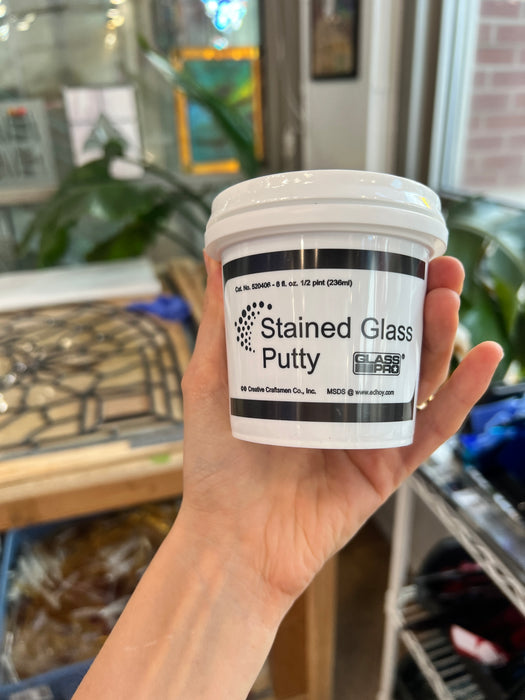 Cat. No. 520406 - 8 fl. oz. 1/2 pint (236ml)
Stained Glass
Putty
GLASS
PRO®
©® Creative Craftsmen Co., Inc. MSDS @ www.edhoy.com